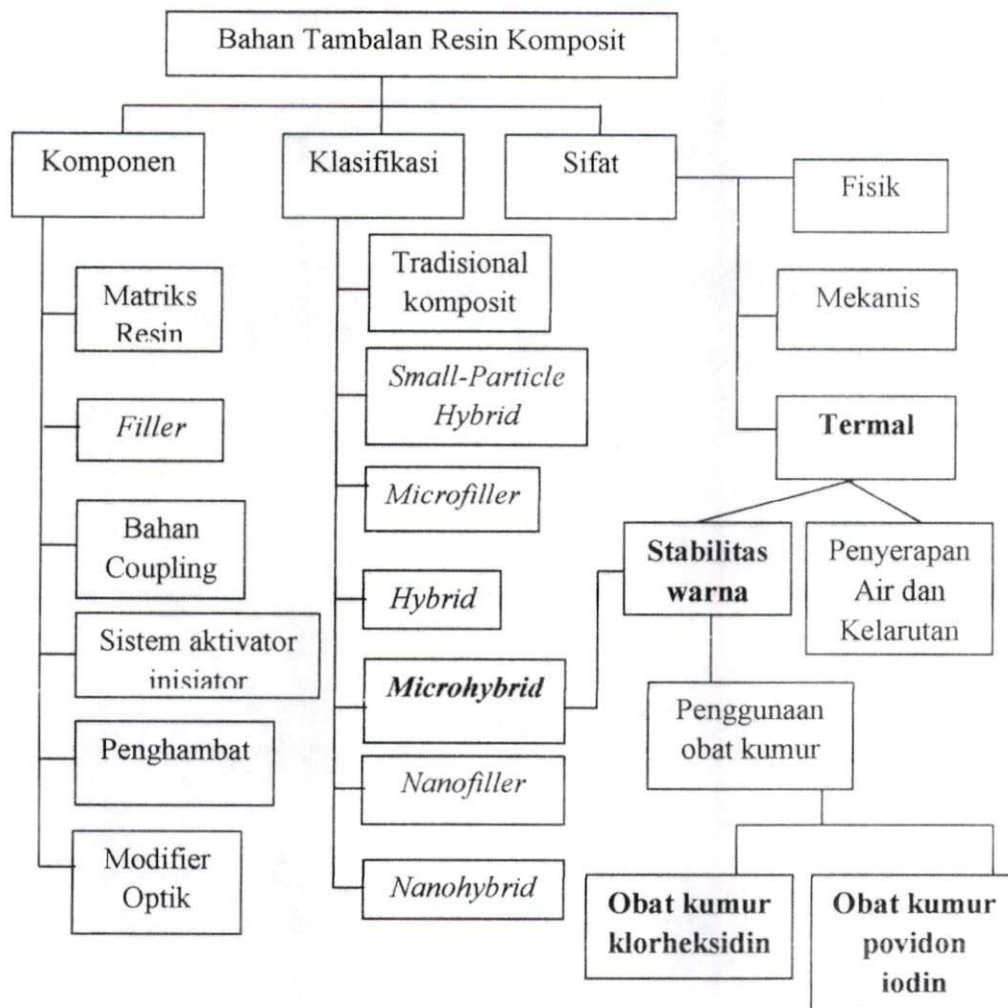 Bahan Tambalan Resin Komposit
Komponen
Klasifikasi
Sifat
Fisik
Mekanis
Termal
Matriks
Resin
Filler
Bahan
Coupling
Sistem aktivator
inisiator
Penghambat
Modifier
Optik
Tradisional
komposit
Small-Particle
Hybrid
Microfiller
Hybrid
Microhybrid
Nanofiller
Nanohybrid
Stabilitas
warna
Penyerapan
Air dan
Kelarutan
Penggunaan
obat kumur
Obat kumur
klorheksidin
Obat kumur
povidon
iodin